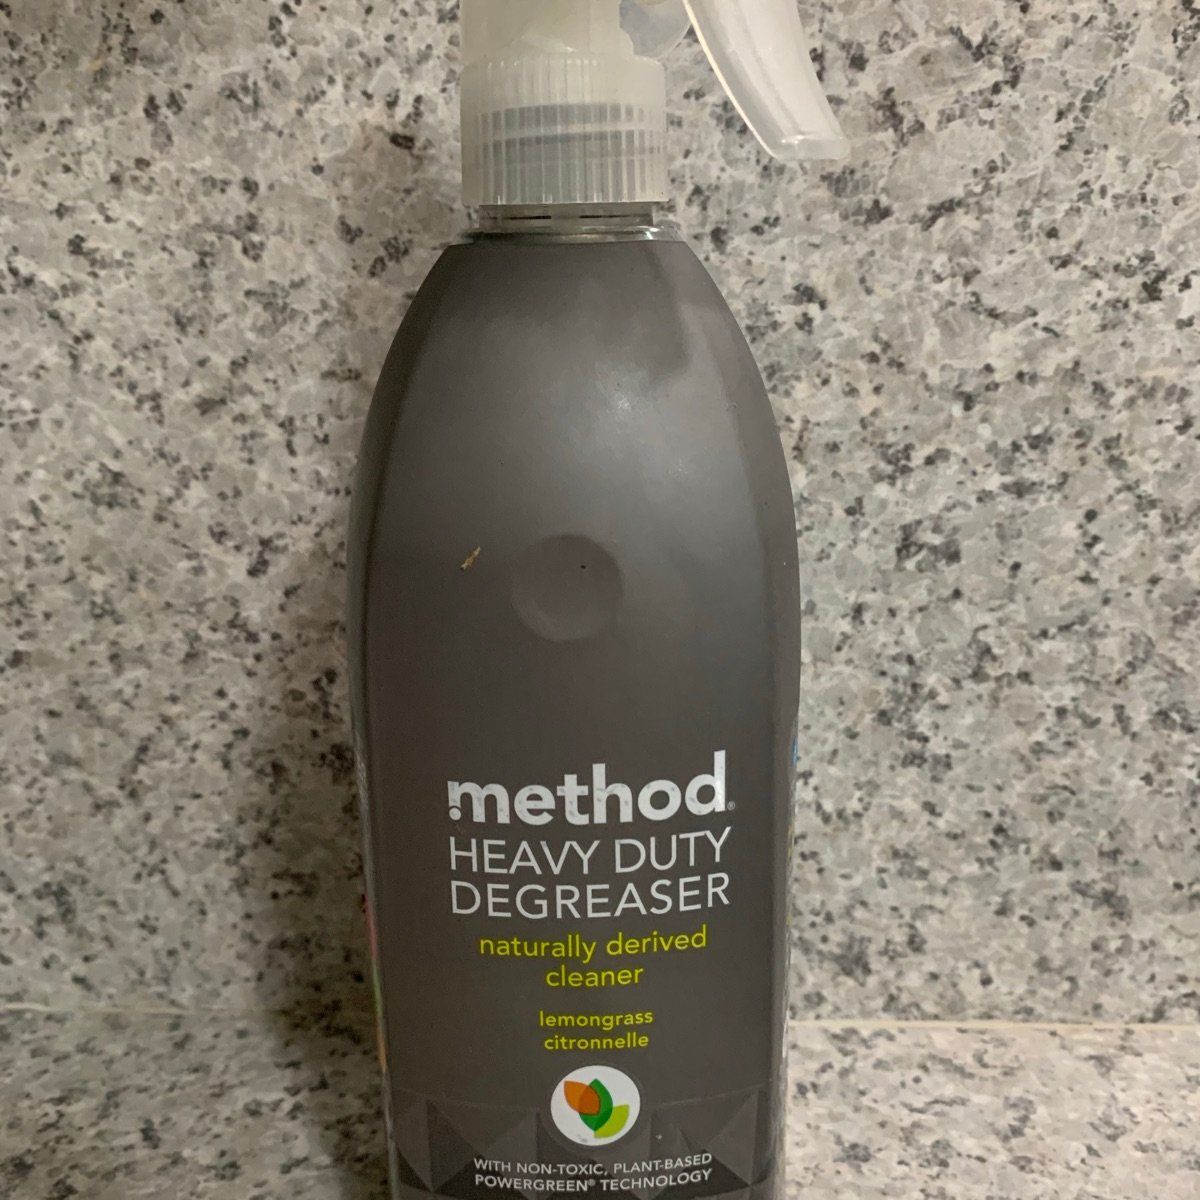 method®
HEAVY DUTY
DEGREASER
naturally derived
cleaner
lemongrass
citronnelle
WITH NON-TOXIC, PLANT-BASED
POWERGREEN® TECHNOLOGY